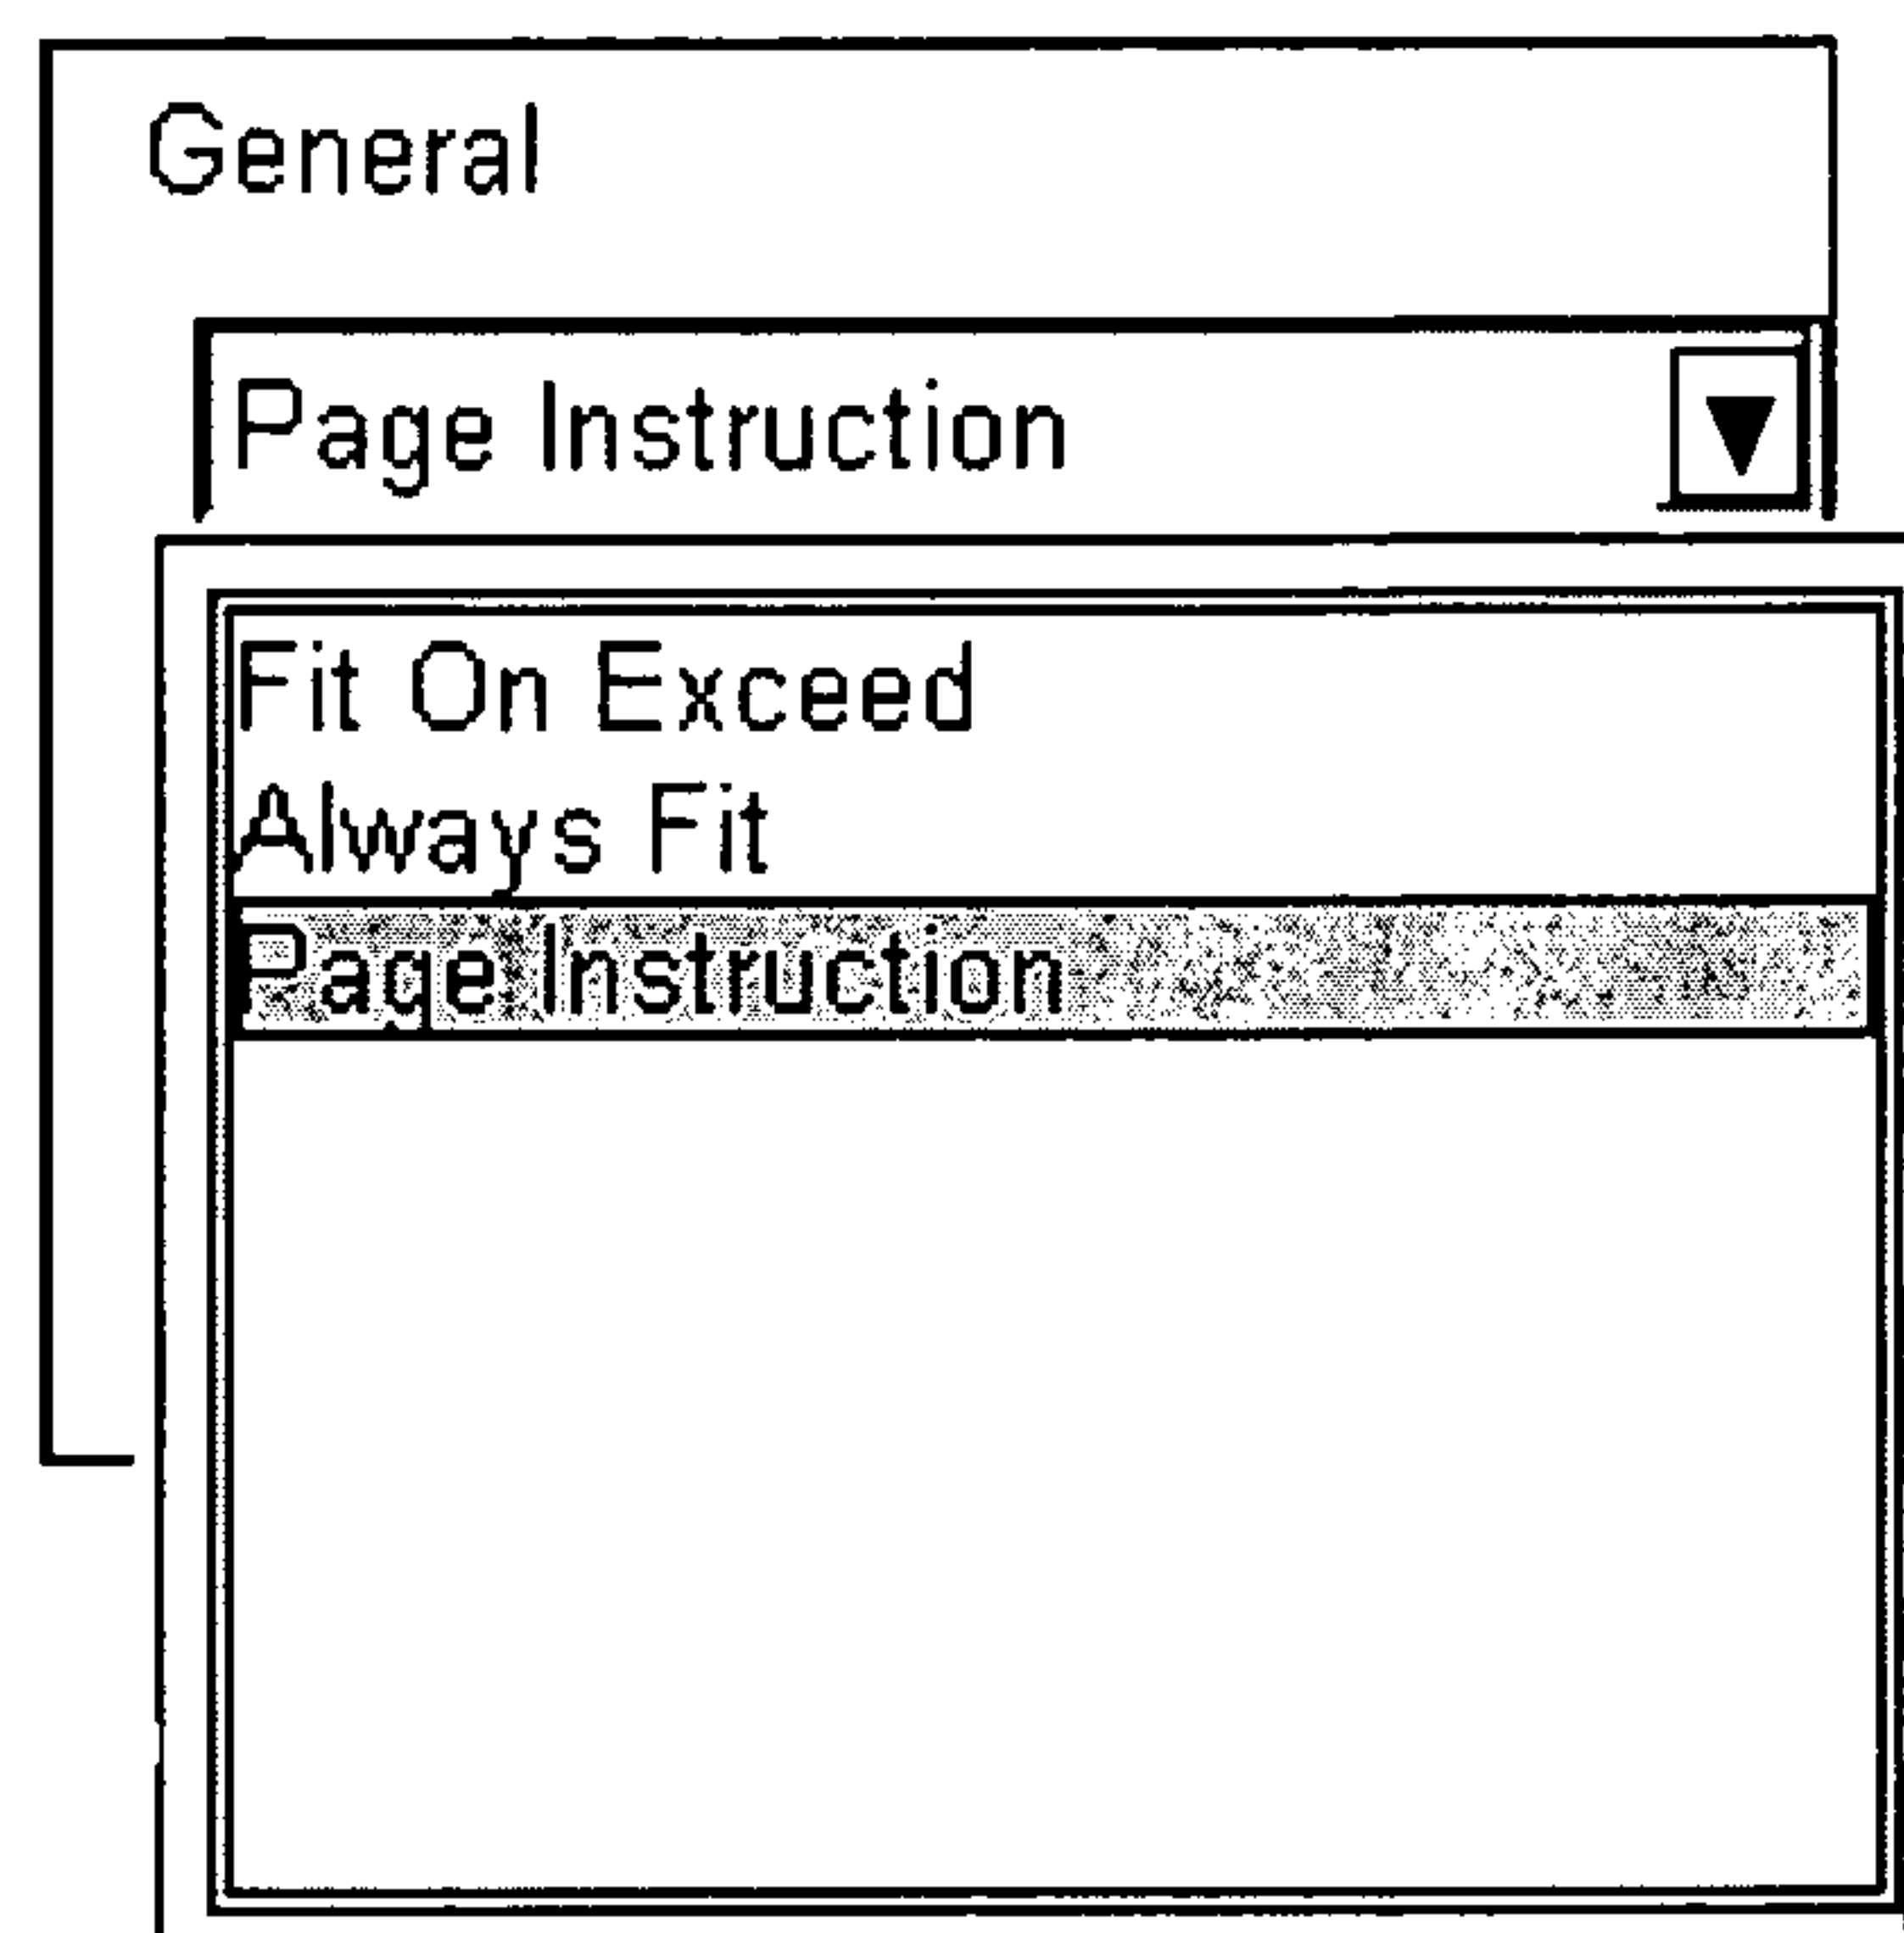 General
Page Instruction
Fit On Exceed
Always Fit
Page Instruction